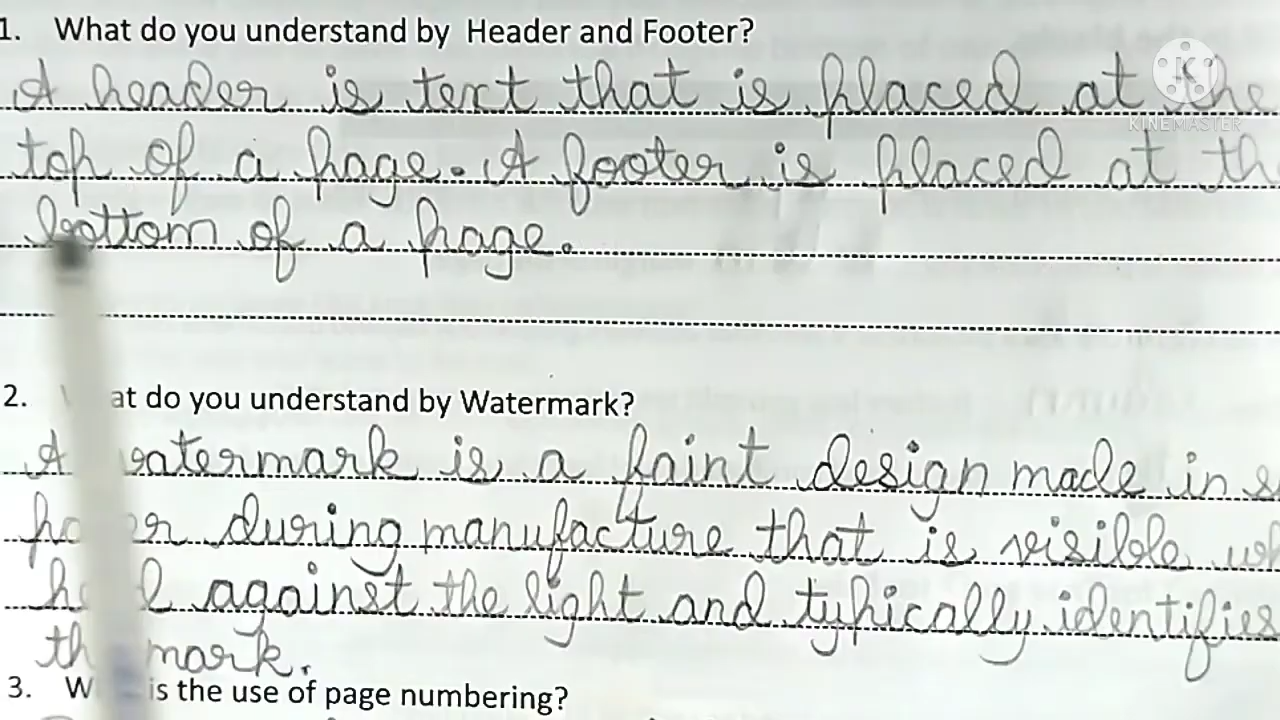 1. What do you understand by Header and Footer?
A header is text that is placed at the
top of a page. A footer is placed at th
bottom of a page.
2. at do you understand by Watermark?
A watermark is a faint design made in s
during manufacture that is visible wh
against the light and typically identifies
mark.
3. is the use of page numbering?
KINEMASTER